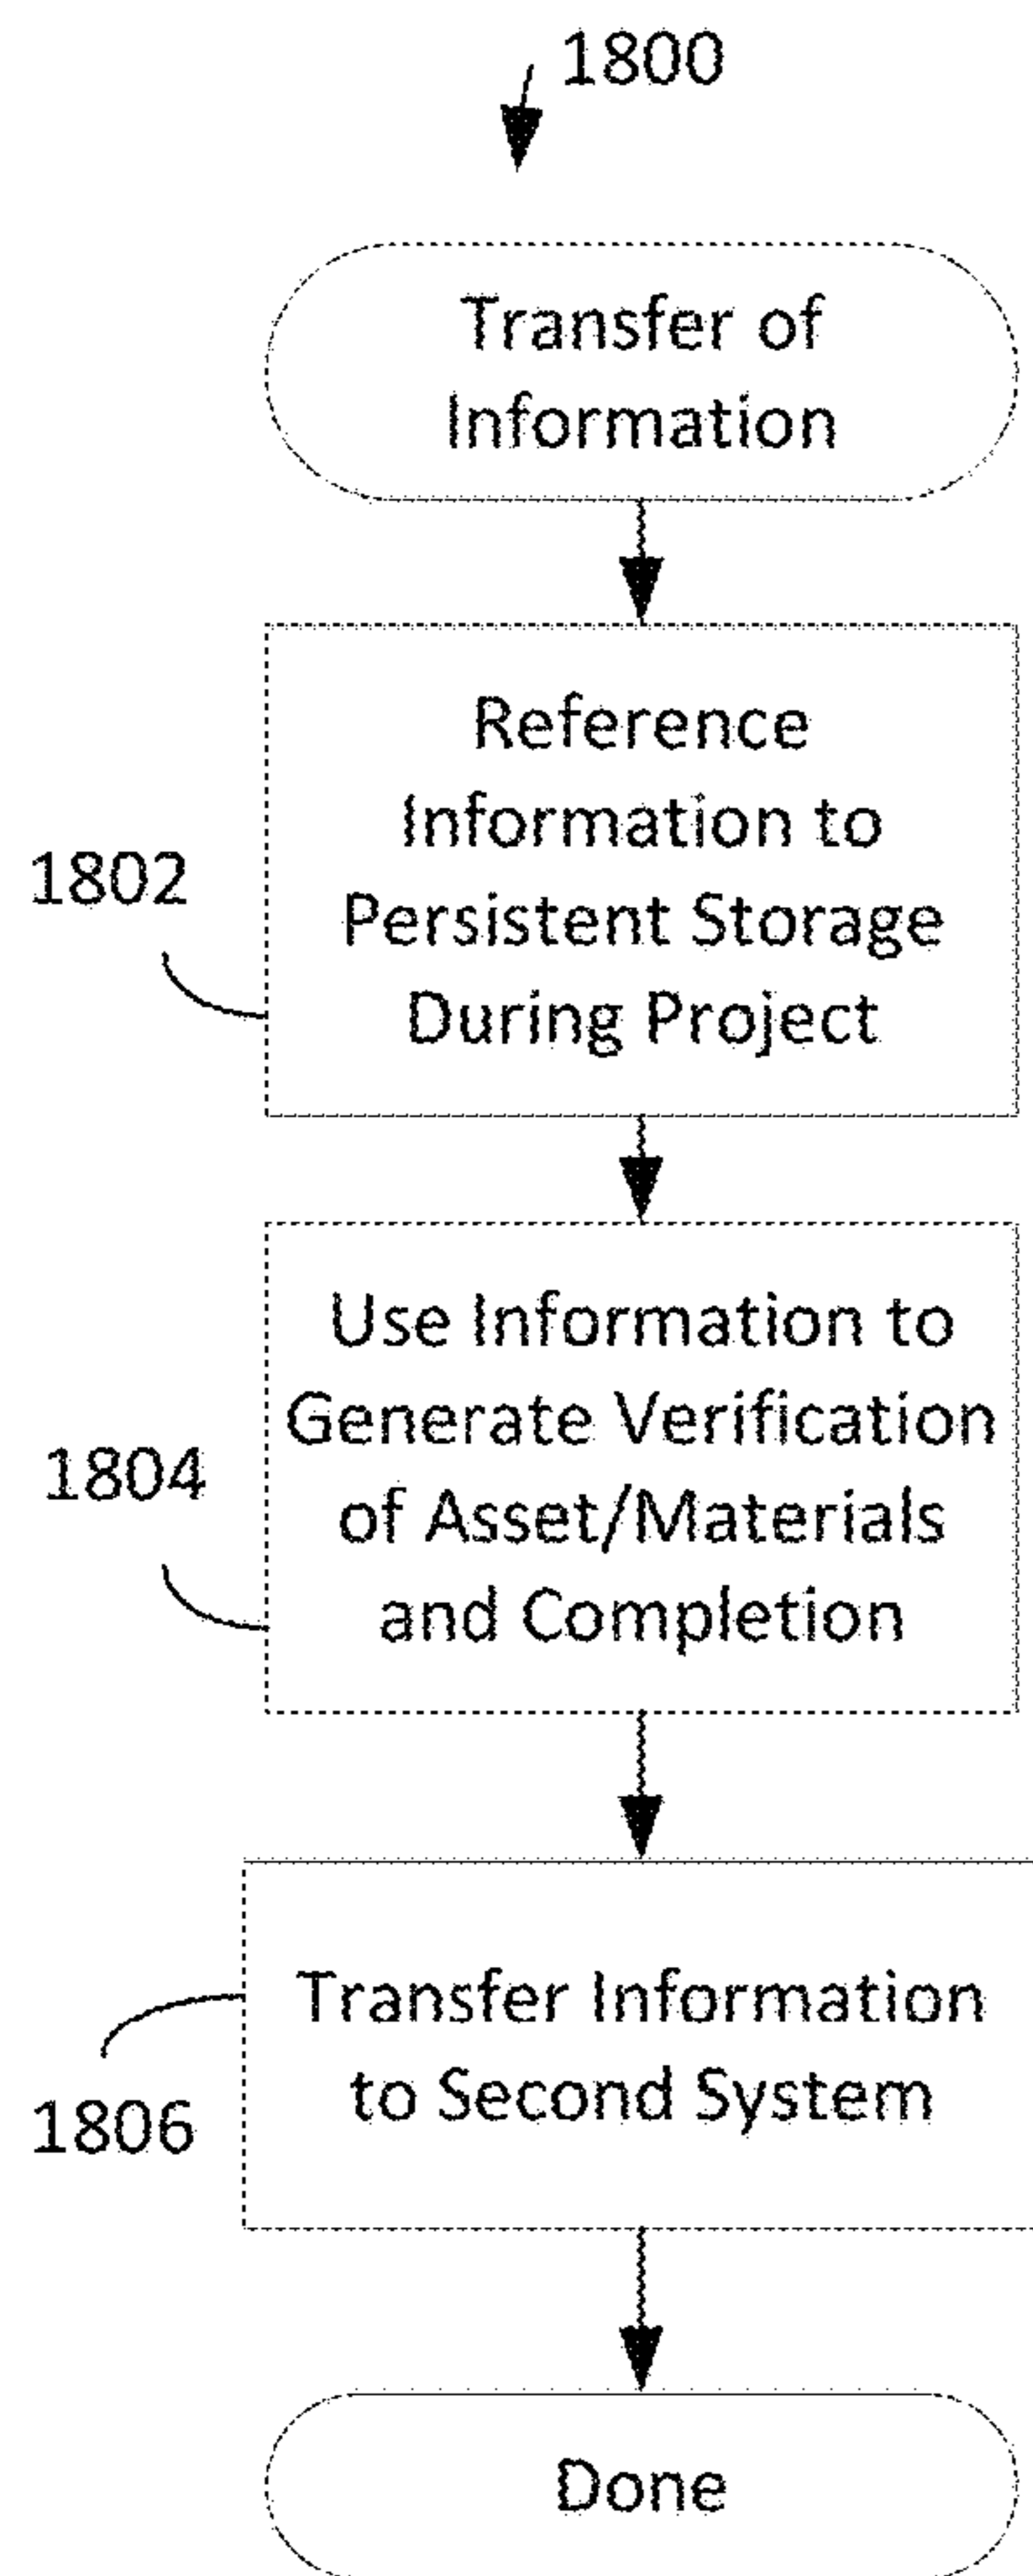 1800
Transfer of
Information
Reference
Information to
Persistent Storage
During Project
1802
Use Information to
Generate Verification
of Asset/Materials
and Completion
1804
Transfer Information
to Second System
1806
Done